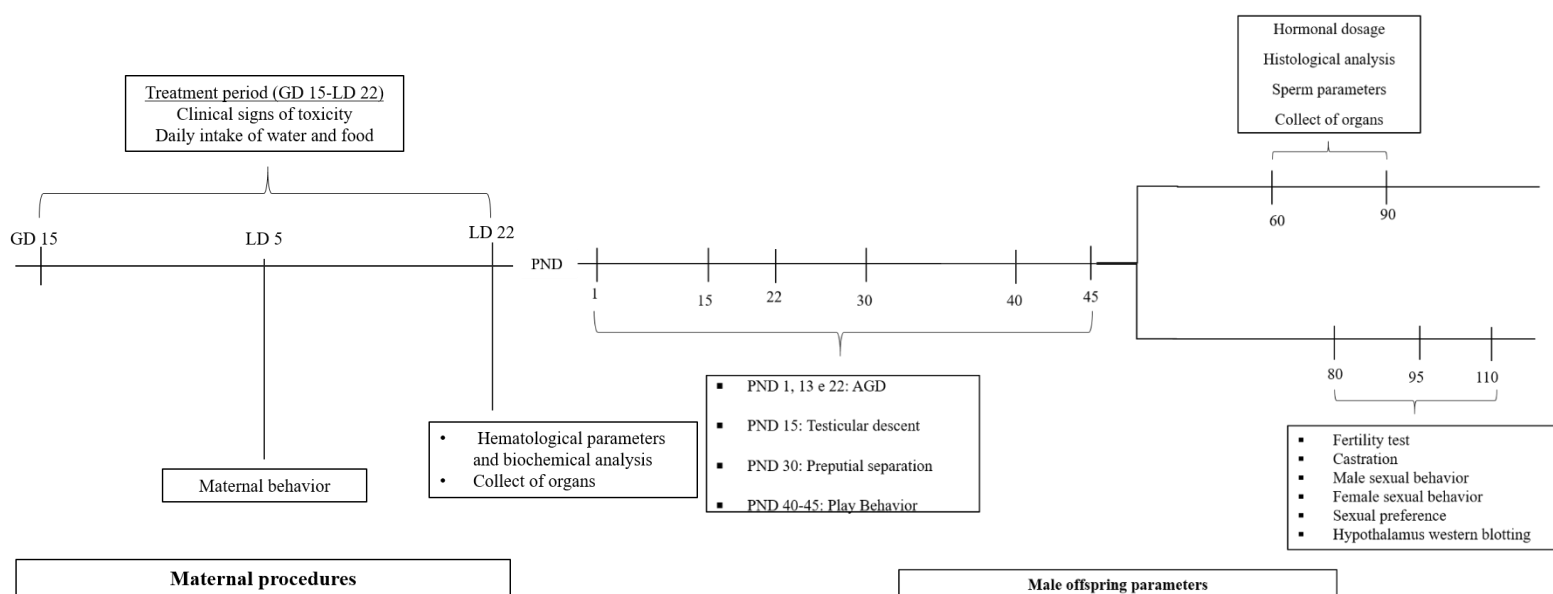 Treatment period (GD 15-LD 22)
Clinical signs of toxicity
Daily intake of water and food
GD 15
LD 5
LD 22
Maternal behavior
• Hematological parameters
and biochemical analysis
• Collect of organs
Maternal procedures
PND
1
15
22
30
40
45
▪ PND 1, 13 e 22: AGD
▪ PND 15: Testicular descent
▪ PND 30: Preputial separation
▪ PND 40-45: Play Behavior
Hormonal dosage
Histological analysis
Sperm parameters
Collect of organs
60
90
80
95
110
▪ Fertility test
▪ Castration
▪ Male sexual behavior
▪ Female sexual behavior
▪ Sexual preference
▪ Hypothalamus western blotting
Male offspring parameters